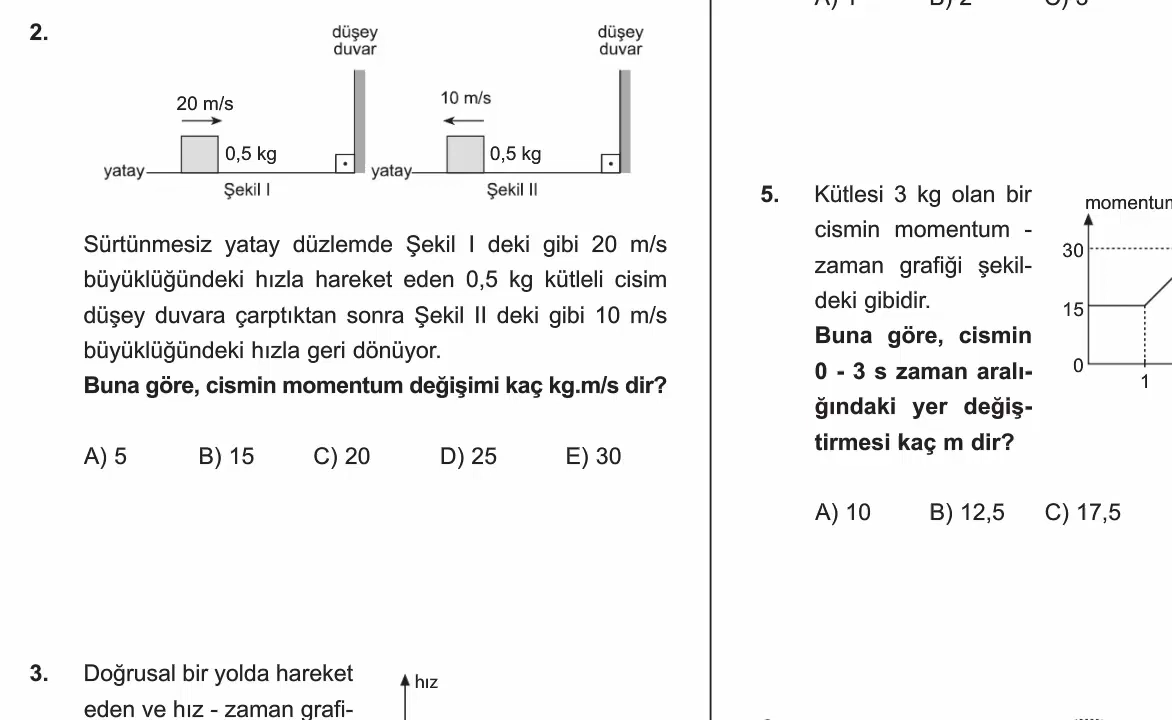 2.
düşey
duvar
düşey
duvar
20 m/s
10 m/s
0,5 kg
0,5 kg
yatay
yatay
Şekil I
Şekil II
Sürtünmesiz yatay düzlemde Şekil I deki gibi 20 m/s
büyüklüğündeki hızla hareket eden 0,5 kg kütleli cisim
düşey duvara çarptıktan sonra Şekil II deki gibi 10 m/s
büyüklüğündeki hızla geri dönüyor.
Buna göre, cismin momentum değişimi kaç kg.m/s dir?
A) 5 B) 15 C) 20 D) 25 E) 30
3. Doğrusal bir yolda hareket
eden ve hız - zaman grafi-
hız
5. Kütlesi 3 kg olan bir
cismin momentum -
zaman grafiği şekil-
deki gibidir.
Buna göre, cismin
0 - 3 s zaman aralı-
ğındaki yer değiş-
tirmesi kaç m dir?
momentum
30
15
0
1
A) 10 B) 12,5 C) 17,5